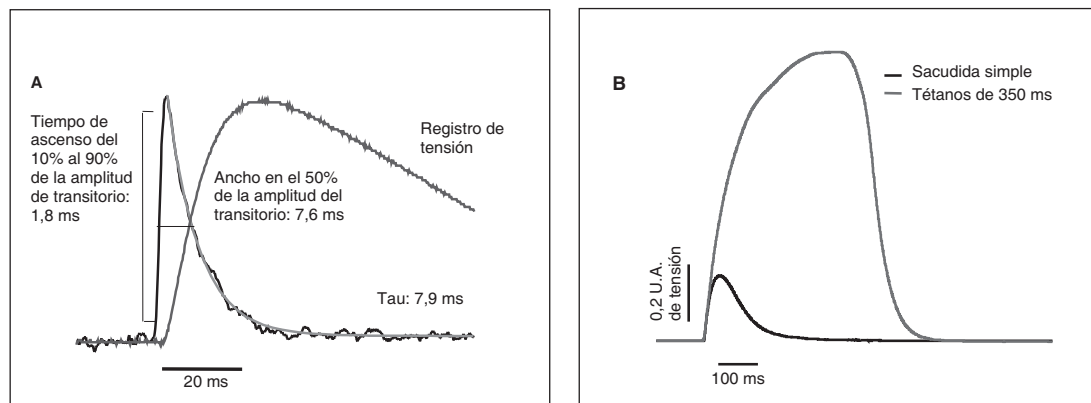 A
Tiempo de
ascenso del
10% al 90%
de la amplitud
de transitorio:
1,8 ms
Ancho en el 50%
de la amplitud del
transitorio: 7,6 ms
Registro de
tensión
Tau: 7,9 ms
20 ms
B
Sacudida simple
Tétanos de 350 ms
0,2 U.A.
de tensión
100 ms